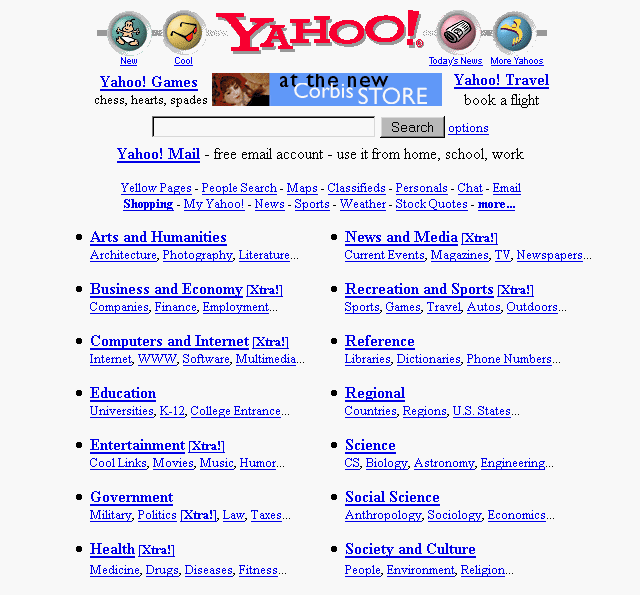 YAHOO!
New Cool Today's News More Yahoos
Yahoo! Games
chess, hearts, spades
at the new
Corbis STORE
Yahoo! Travel
book a flight
Search options
Yahoo! Mail - free email account - use it from home, school, work
Yellow Pages - People Search - Maps - Classifieds - Personals - Chat - Email
Shopping - My Yahoo! - News - Sports - Weather - Stock Quotes - more...
Arts and Humanities
Architecture, Photography, Literature...
Business and Economy [Xtra!]
Companies, Finance, Employment...
Computers and Internet [Xtra!]
Internet, WWW, Software, Multimedia...
Education
Universities, K-12, College Entrance...
Entertainment [Xtra!]
Cool Links, Movies, Music, Humor...
Government
Military, Politics [Xtra!], Law, Taxes...
Health [Xtra!]
Medicine, Drugs, Diseases, Fitness...
News and Media [Xtra!]
Current Events, Magazines, TV, Newspapers...
Recreation and Sports [Xtra!]
Sports, Games, Travel, Autos, Outdoors...
Reference
Libraries, Dictionaries, Phone Numbers...
Regional
Countries, Regions, U.S. States...
Science
CS, Biology, Astronomy, Engineering...
Social Science
Anthropology, Sociology, Economics...
Society and Culture
People, Environment, Religion...